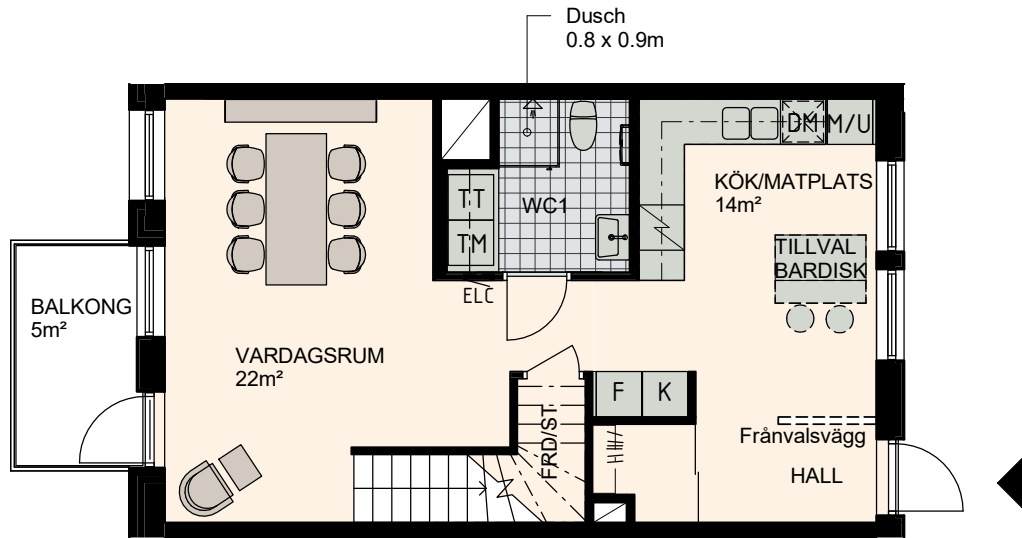 Dusch
0.8 x 0.9m
DM
M/U
KÖK/MATPLATS
14m²
TT
WC1
TM
TILLVAL
BARDISK
ELC
BALKONG
5m²
VARDAGSRUM
22m²
F
K
FRD/ST
Frånvalsvägg
HALL